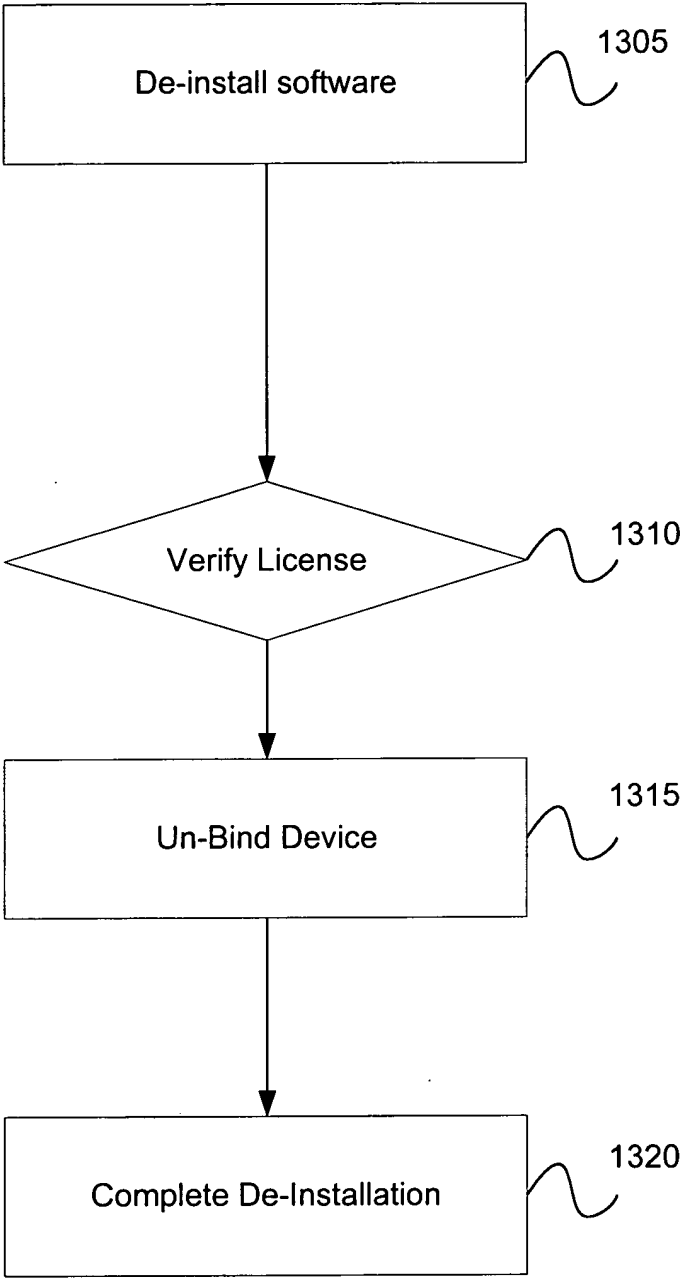 1305
De-install software
1310
Verify License
1315
Un-Bind Device
1320
Complete De-Installation